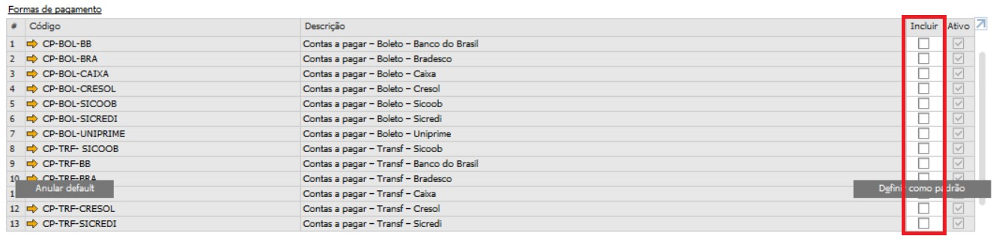 Formas de pagamento
# Código Descrição Incluir Ativo
1 CP-BOL-BB Contas a pagar – Boleto – Banco do Brasil
2 CP-BOL-BRA Contas a pagar – Boleto – Bradesco
3 CP-BOL-CAIXA Contas a pagar – Boleto – Caixa
4 CP-BOL-CRESOL Contas a pagar – Boleto – Cresol
5 CP-BOL-SICOOB Contas a pagar – Boleto – Sicoob
6 CP-BOL-SICREDI Contas a pagar – Boleto – Sicredi
7 CP-BOL-UNIPRIME Contas a pagar – Boleto – Uniprime
8 CP-TRF- SICOOB Contas a pagar – Transf – Sicoob
9 CP-TRF-BB Contas a pagar – Transf – Banco do Brasil
10 CP-TRF-BRA Contas a pagar – Transf – Bradesco
Anular default Definir como padrão
1 Contas a pagar – Transf – Caixa
12 CP-TRF-CRESOL Contas a pagar – Transf – Cresol
13 CP-TRF-SICREDI Contas a pagar – Transf – Sicredi